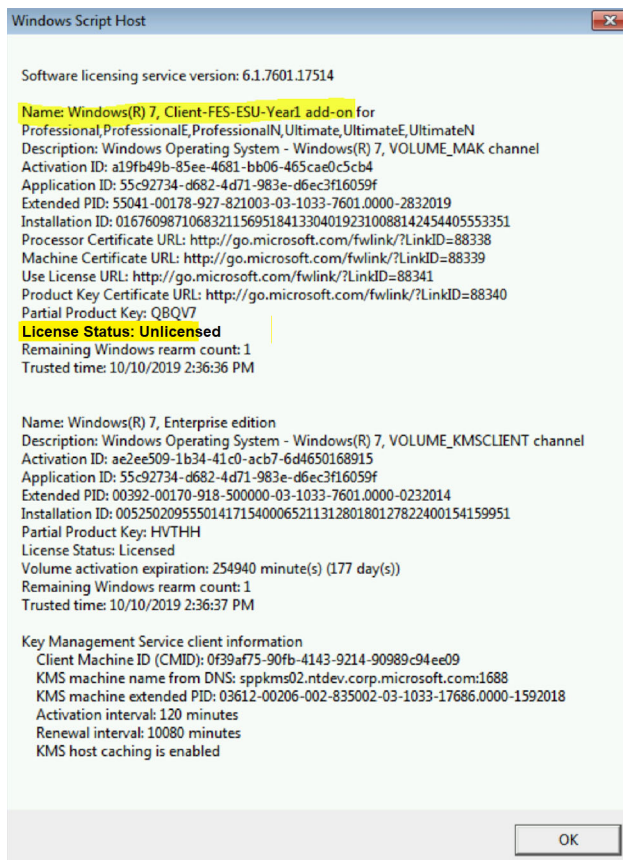 Windows Script Host
Software licensing service version: 6.1.7601.17514
Name: Windows(R) 7, Client-FES-ESU-Year1 add-on for
Professional,ProfessionalE,ProfessionalN,Ultimate,UltimateE,UltimateN
Description: Windows Operating System - Windows(R) 7, VOLUME_MAK channel
Activation ID: a19fb49b-85ee-4681-bb06-465cae0c5cb4
Application ID: 55c92734-d682-4d71-983e-d6ec3f16059f
Extended PID: 55041-00178-927-821003-03-1033-7601.0000-2832019
Installation ID: 016760987106832115695184133040192310088142454405553351
Processor Certificate URL: http://go.microsoft.com/fwlink/?LinkID=88338
Machine Certificate URL: http://go.microsoft.com/fwlink/?LinkID=88339
Use License URL: http://go.microsoft.com/fwlink/?LinkID=88341
Product Key Certificate URL: http://go.microsoft.com/fwlink/?LinkID=88340
Partial Product Key: QBQV7
License Status: Unlicensed
Remaining Windows rearm count: 1
Trusted time: 10/10/2019 2:36:36 PM
Name: Windows(R) 7, Enterprise edition
Description: Windows Operating System - Windows(R) 7, VOLUME_KMSCLIENT channel
Activation ID: ae2ee509-1b34-41c0-acb7-6d4650168915
Application ID: 55c92734-d682-4d71-983e-d6ec3f16059f
Extended PID: 00392-00170-918-500000-03-1033-7601.0000-0232014
Installation ID: 005250209555014171540006521131280180127822400154159951
Partial Product Key: HVTHH
License Status: Licensed
Volume activation expiration: 254940 minute(s) (177 day(s))
Remaining Windows rearm count: 1
Trusted time: 10/10/2019 2:36:37 PM
Key Management Service client information
Client Machine ID (CMID): 0f39af75-90fb-4143-9214-90989c94ee09
KMS machine name from DNS: sppkms02.ntdev.corp.microsoft.com:1688
KMS machine extended PID: 03612-00206-002-835002-03-1033-17686.0000-1592018
Activation interval: 120 minutes
Renewal interval: 10080 minutes
KMS host caching is enabled
OK